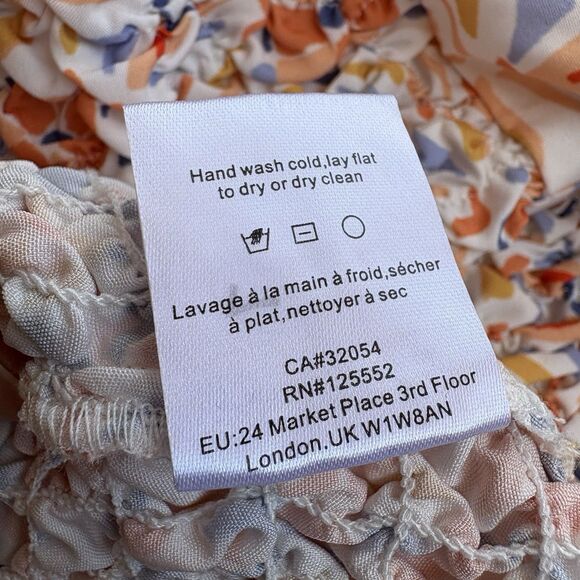 Hand wash cold,lay flat
to dry or dry clean
Lavage à la main à froid,sécher
à plat,nettoyer à sec
CA#32054
RN#125552
EU:24 Market Place 3rd Floor
London.UK W1W8AN